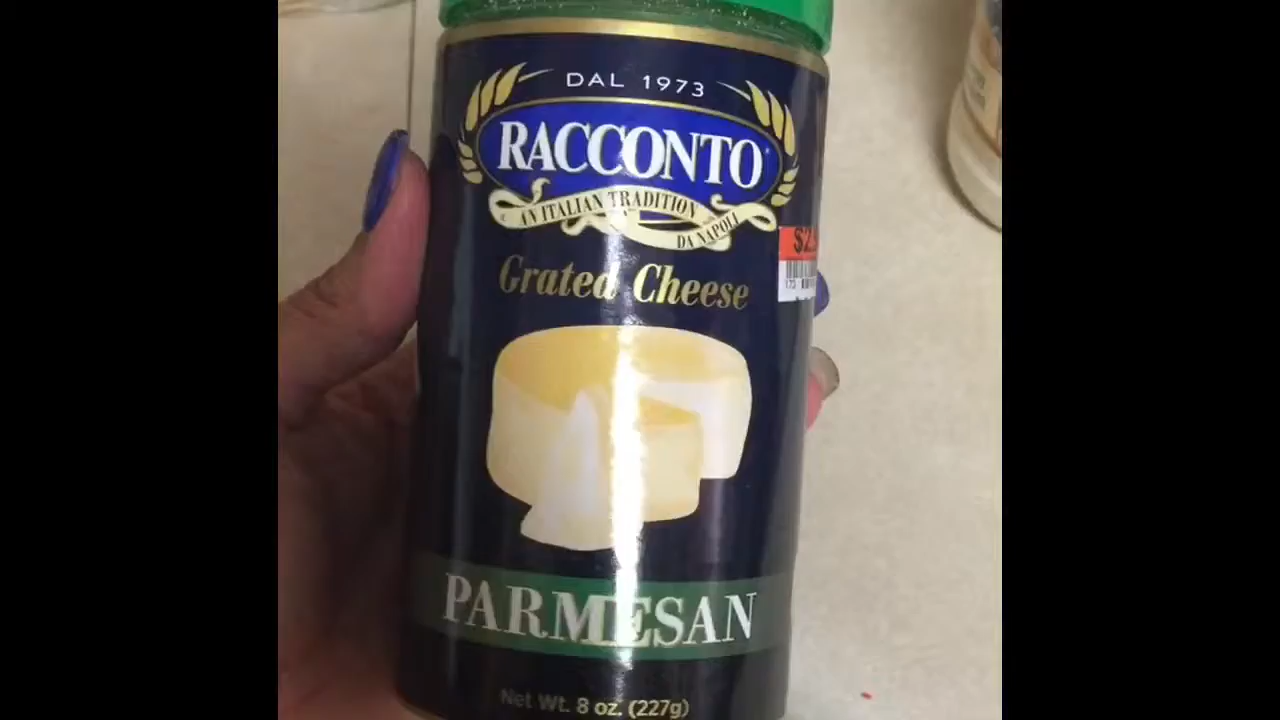 DAL 1973
RACCONTO
AN ITALIAN TRADITION
DA NAPOLI
Grated Cheese
PARMESAN
Net Wt. 8 oz. (227g)